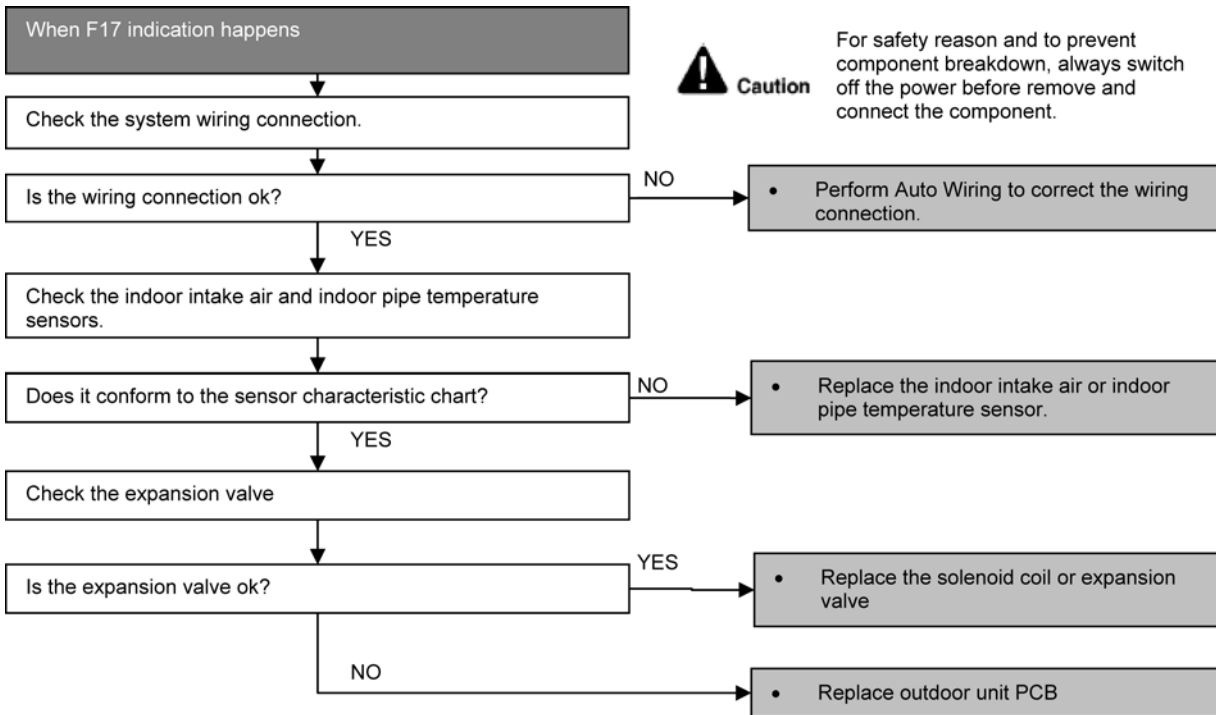 When F17 indication happens
Caution
For safety reason and to prevent
component breakdown, always switch
off the power before remove and
connect the component.
Check the system wiring connection.
Is the wiring connection ok?
NO
• Perform Auto Wiring to correct the wiring
connection.
YES
Check the indoor intake air and indoor pipe temperature
sensors.
Does it conform to the sensor characteristic chart?
NO
• Replace the indoor intake air or indoor
pipe temperature sensor.
YES
Check the expansion valve
Is the expansion valve ok?
YES
• Replace the solenoid coil or expansion
valve
NO
• Replace outdoor unit PCB